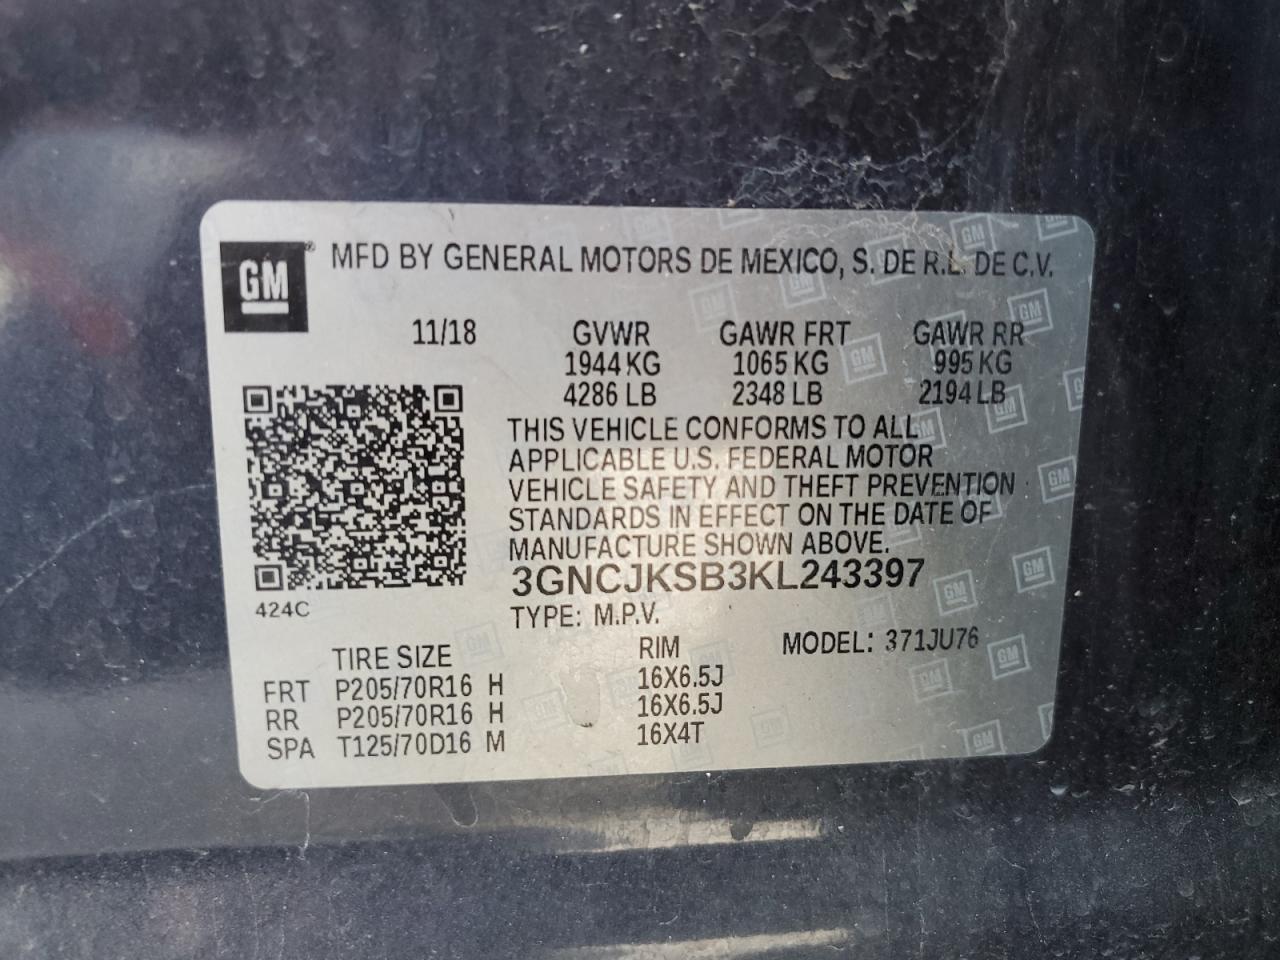 GM® MFD BY GENERAL MOTORS DE MEXICO, S. DE R.L. DE C.V.
11/18 GVWR GAWR FRT GAWR RR
1944 KG 1065 KG 995 KG
4286 LB 2348 LB 2194 LB
THIS VEHICLE CONFORMS TO ALL
APPLICABLE U.S. FEDERAL MOTOR
VEHICLE SAFETY AND THEFT PREVENTION
STANDARDS IN EFFECT ON THE DATE OF
MANUFACTURE SHOWN ABOVE.
3GNCJKSB3KL243397
424C
TYPE: M.P.V.
TIRE SIZE RIM MODEL: 371JU76
FRT P205/70R16 H 16X6.5J
RR P205/70R16 H 16X6.5J
SPA T125/70D16 M 16X4T